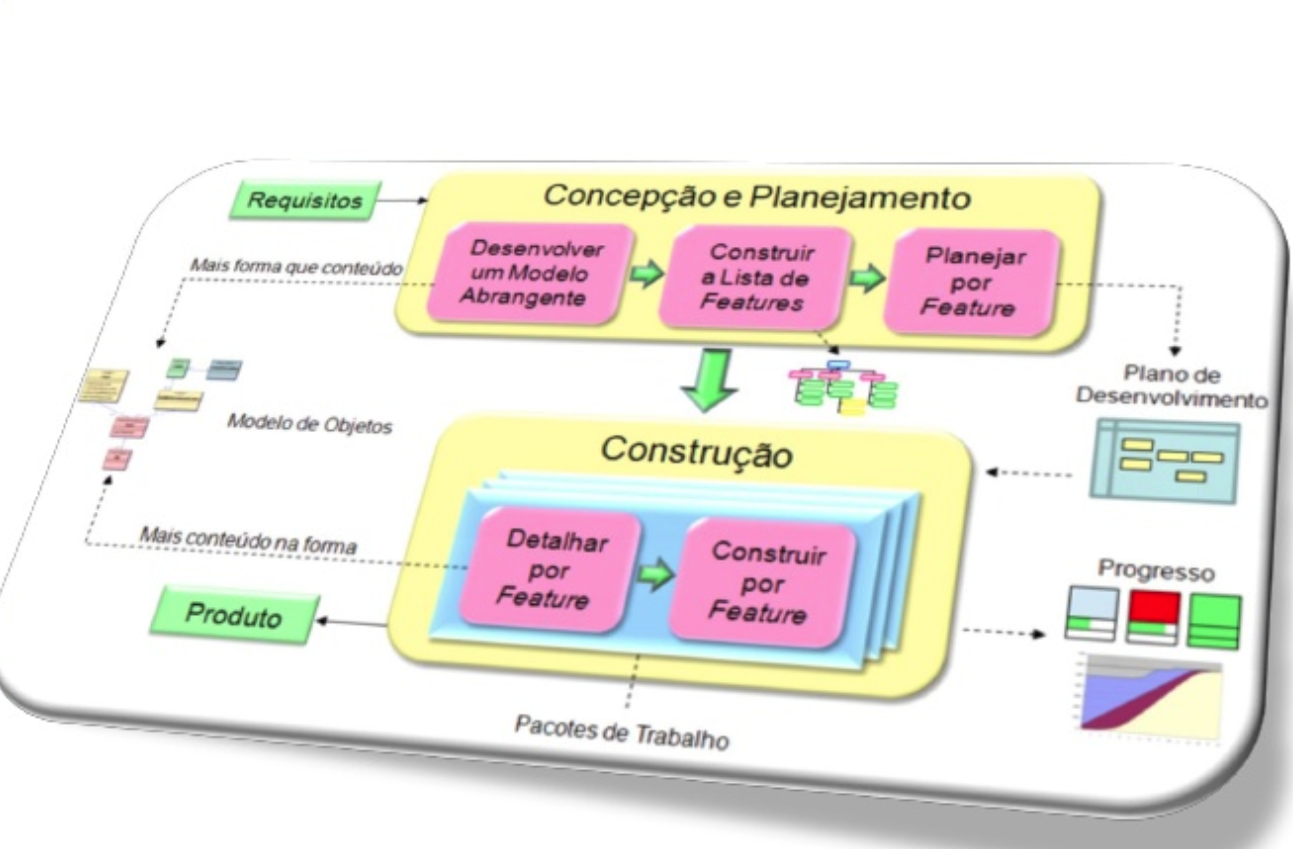 Requisitos
Concepção e Planejamento
Desenvolver
um Modelo
Abrangente
Construir
a Lista de
Features
Planejar
por
Feature
Mais forma que conteúdo
Modelo de Objetos
Plano de
Desenvolvimento
Construção
Detalhar
por
Feature
Construir
por
Feature
Mais conteúdo na forma
Produto
Progresso
Pacotes de Trabalho